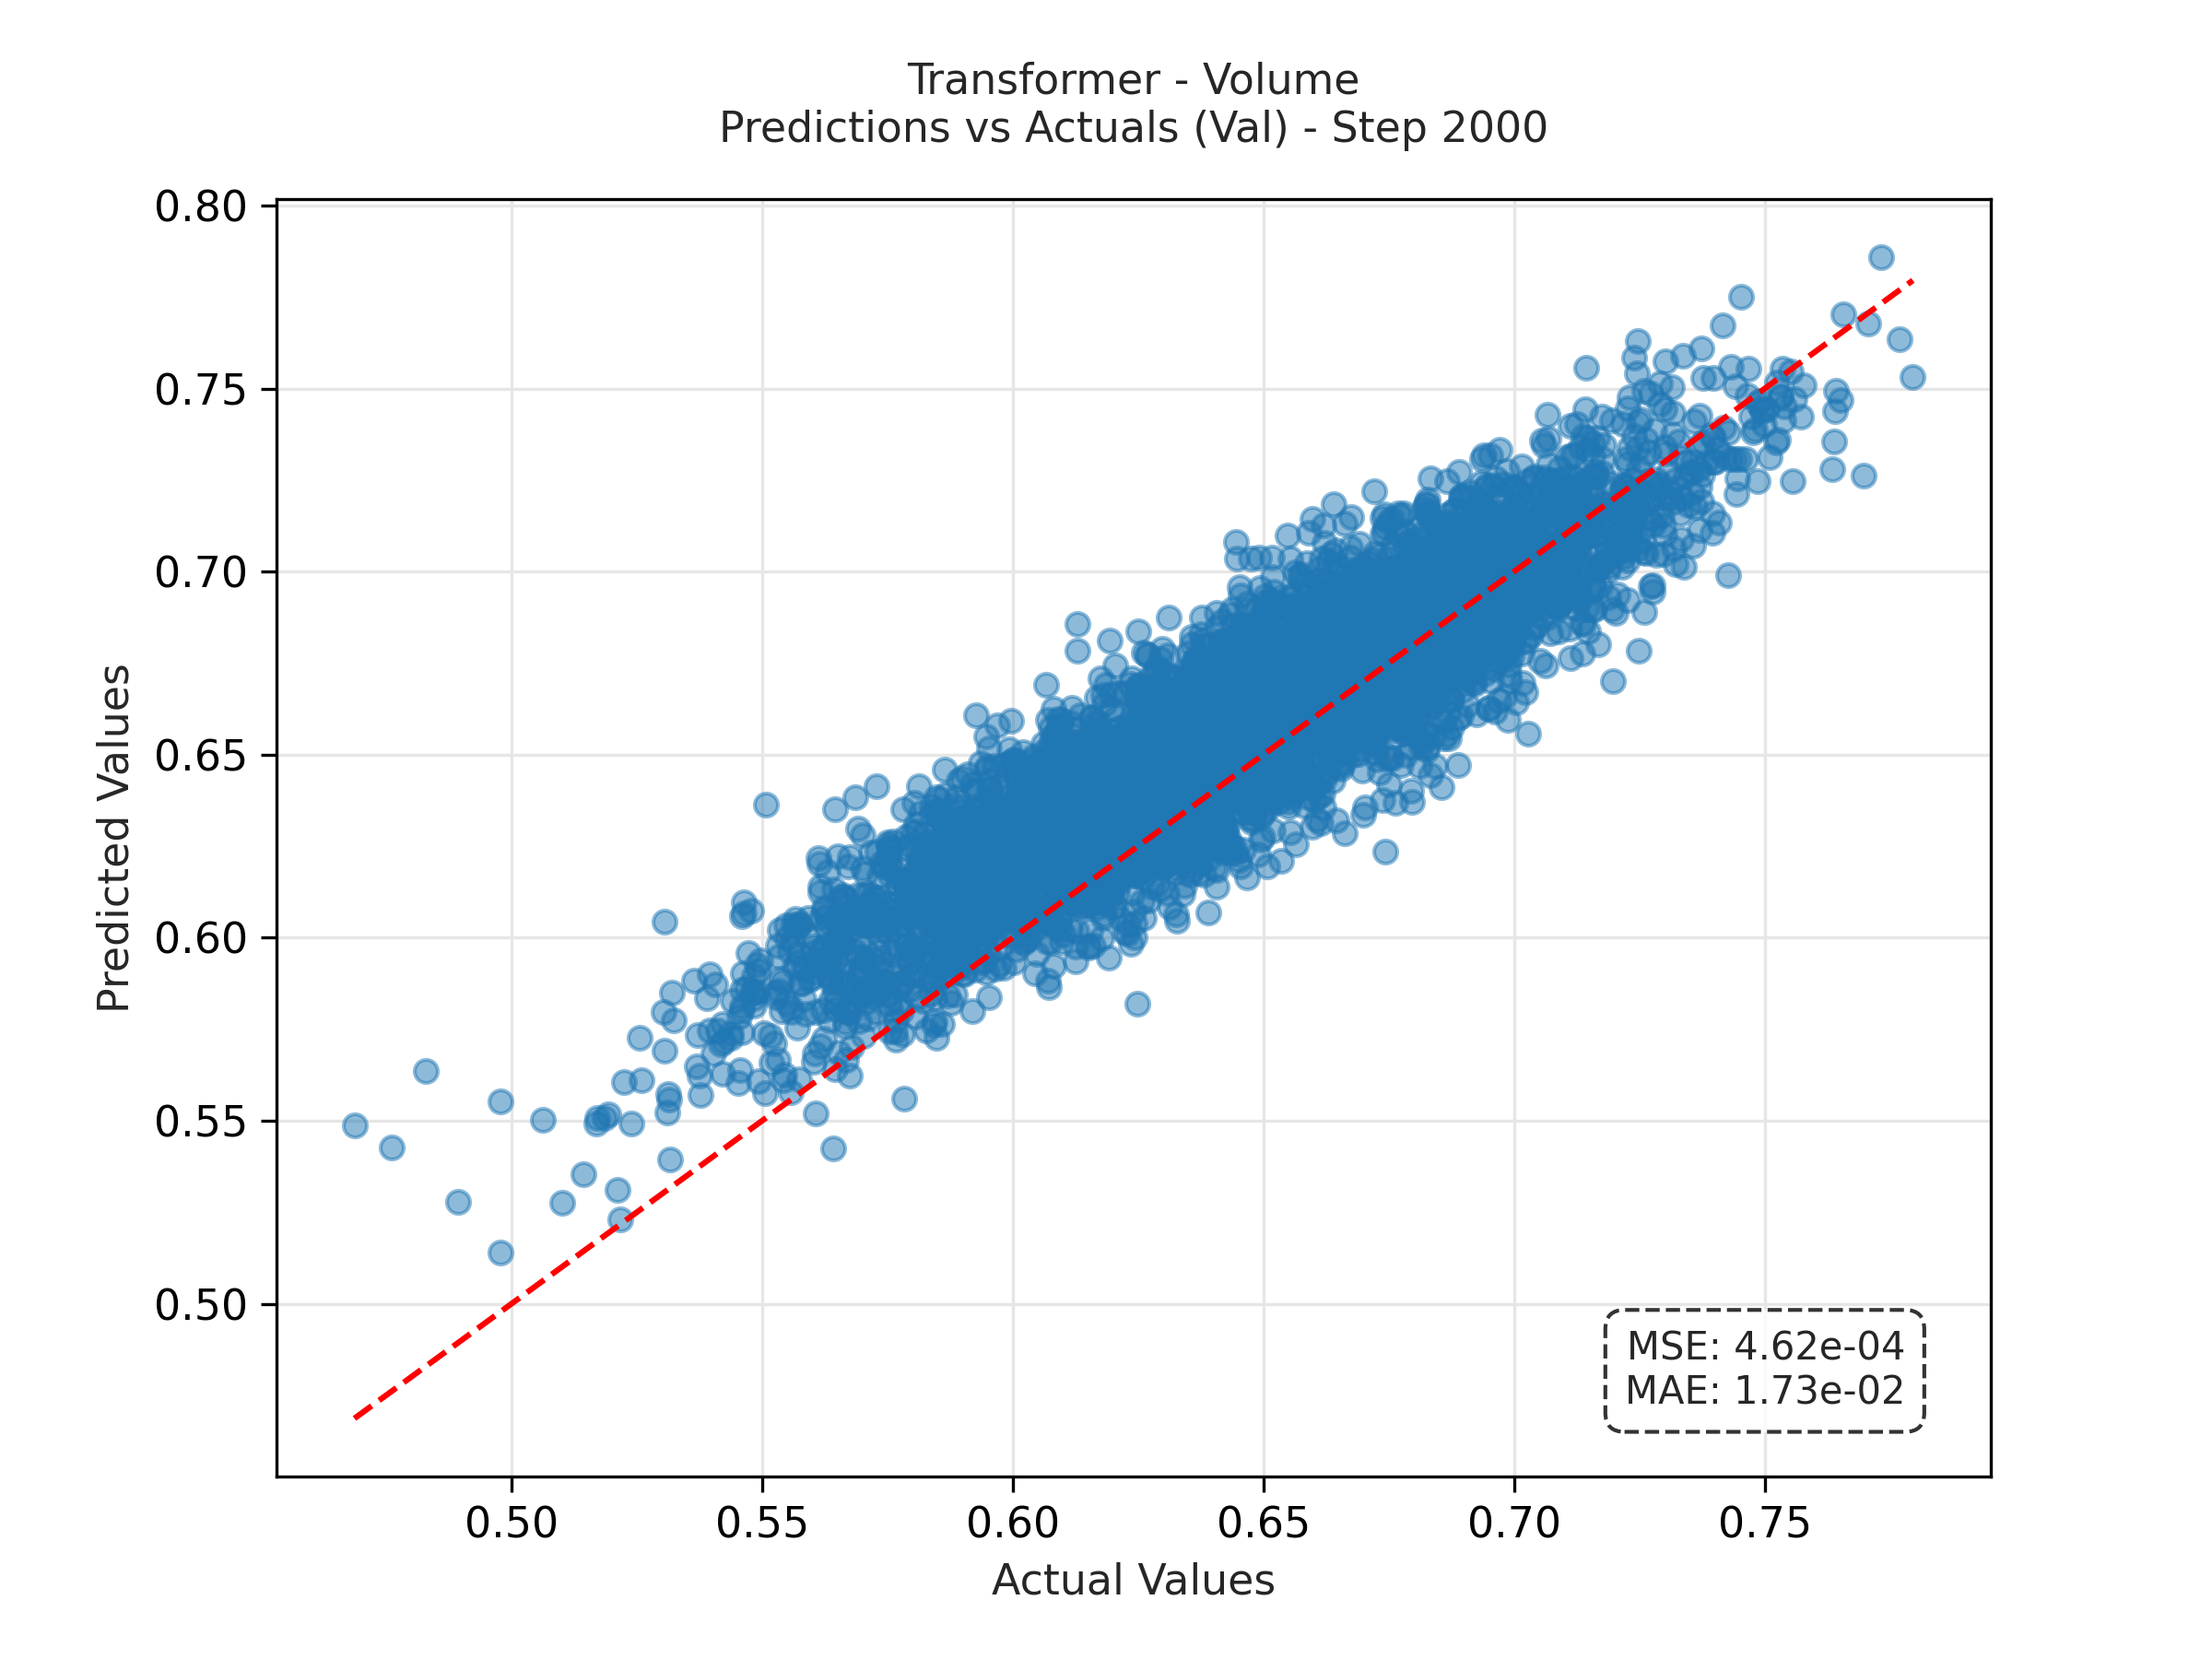 Transformer - Volume
Predictions vs Actuals (Val) - Step 2000
0.80
0.75
0.70
0.65
0.60
0.55
0.50
Predicted Values
MSE: 4.62e-04
MAE: 1.73e-02
0.50
0.55
0.60
0.65
0.70
0.75
Actual Values